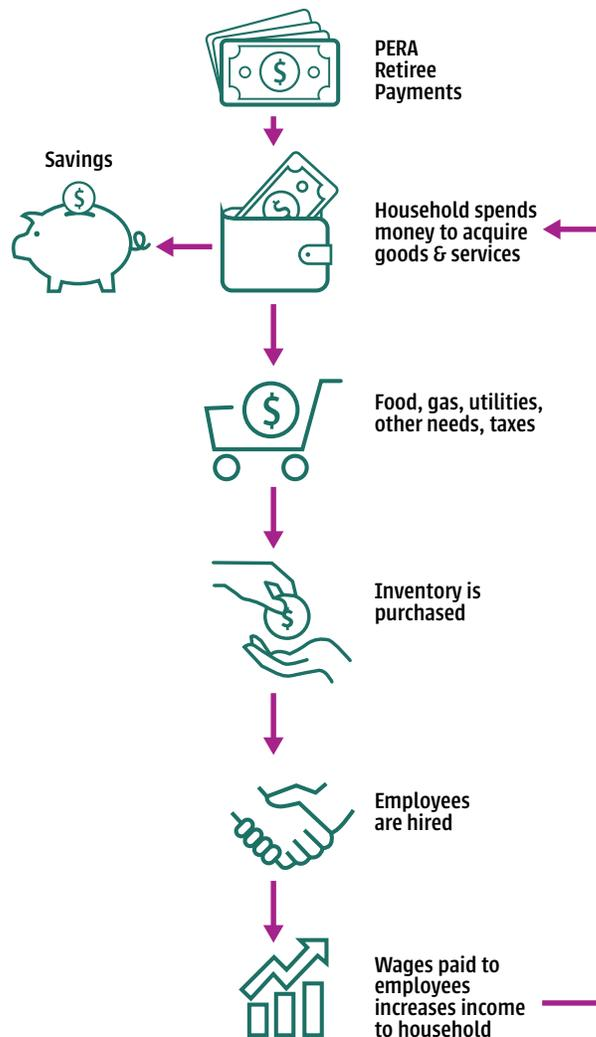 PERA
Retiree
Payments
Savings
$
$
Household spends
money to acquire
goods & services
$
$
Food, gas, utilities,
other needs, taxes
$
Inventory is
purchased
Employees
are hired
Wages paid to
employees
increases income
to household